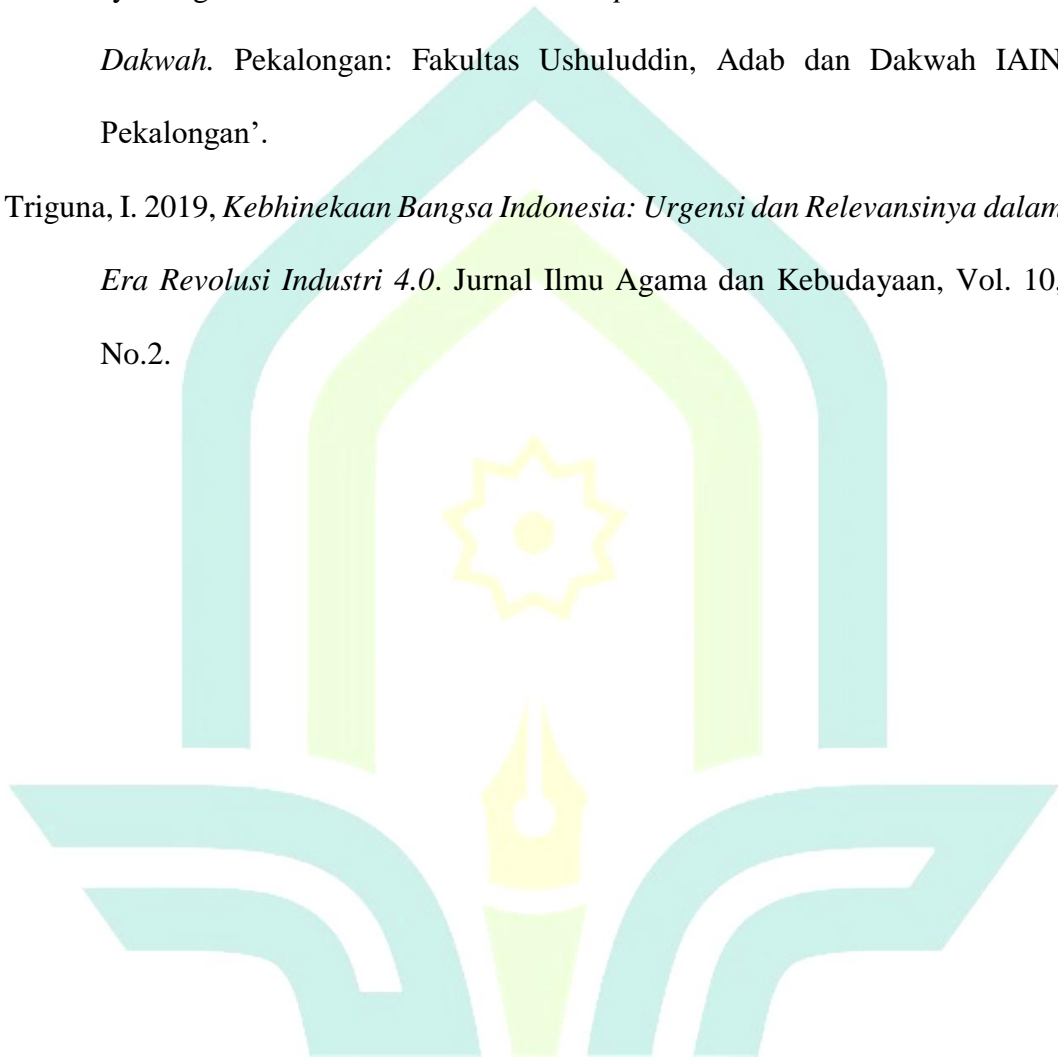 Dakwah. Pekalongan: Fakultas Ushuluddin, Adab dan Dakwah IAIN
Pekalongan’.
Triguna, I. 2019, Kebhinekaan Bangsa Indonesia: Urgensi dan Relevansinya dalam
Era Revolusi Industri 4.0. Jurnal Ilmu Agama dan Kebudayaan, Vol. 10,
No.2.